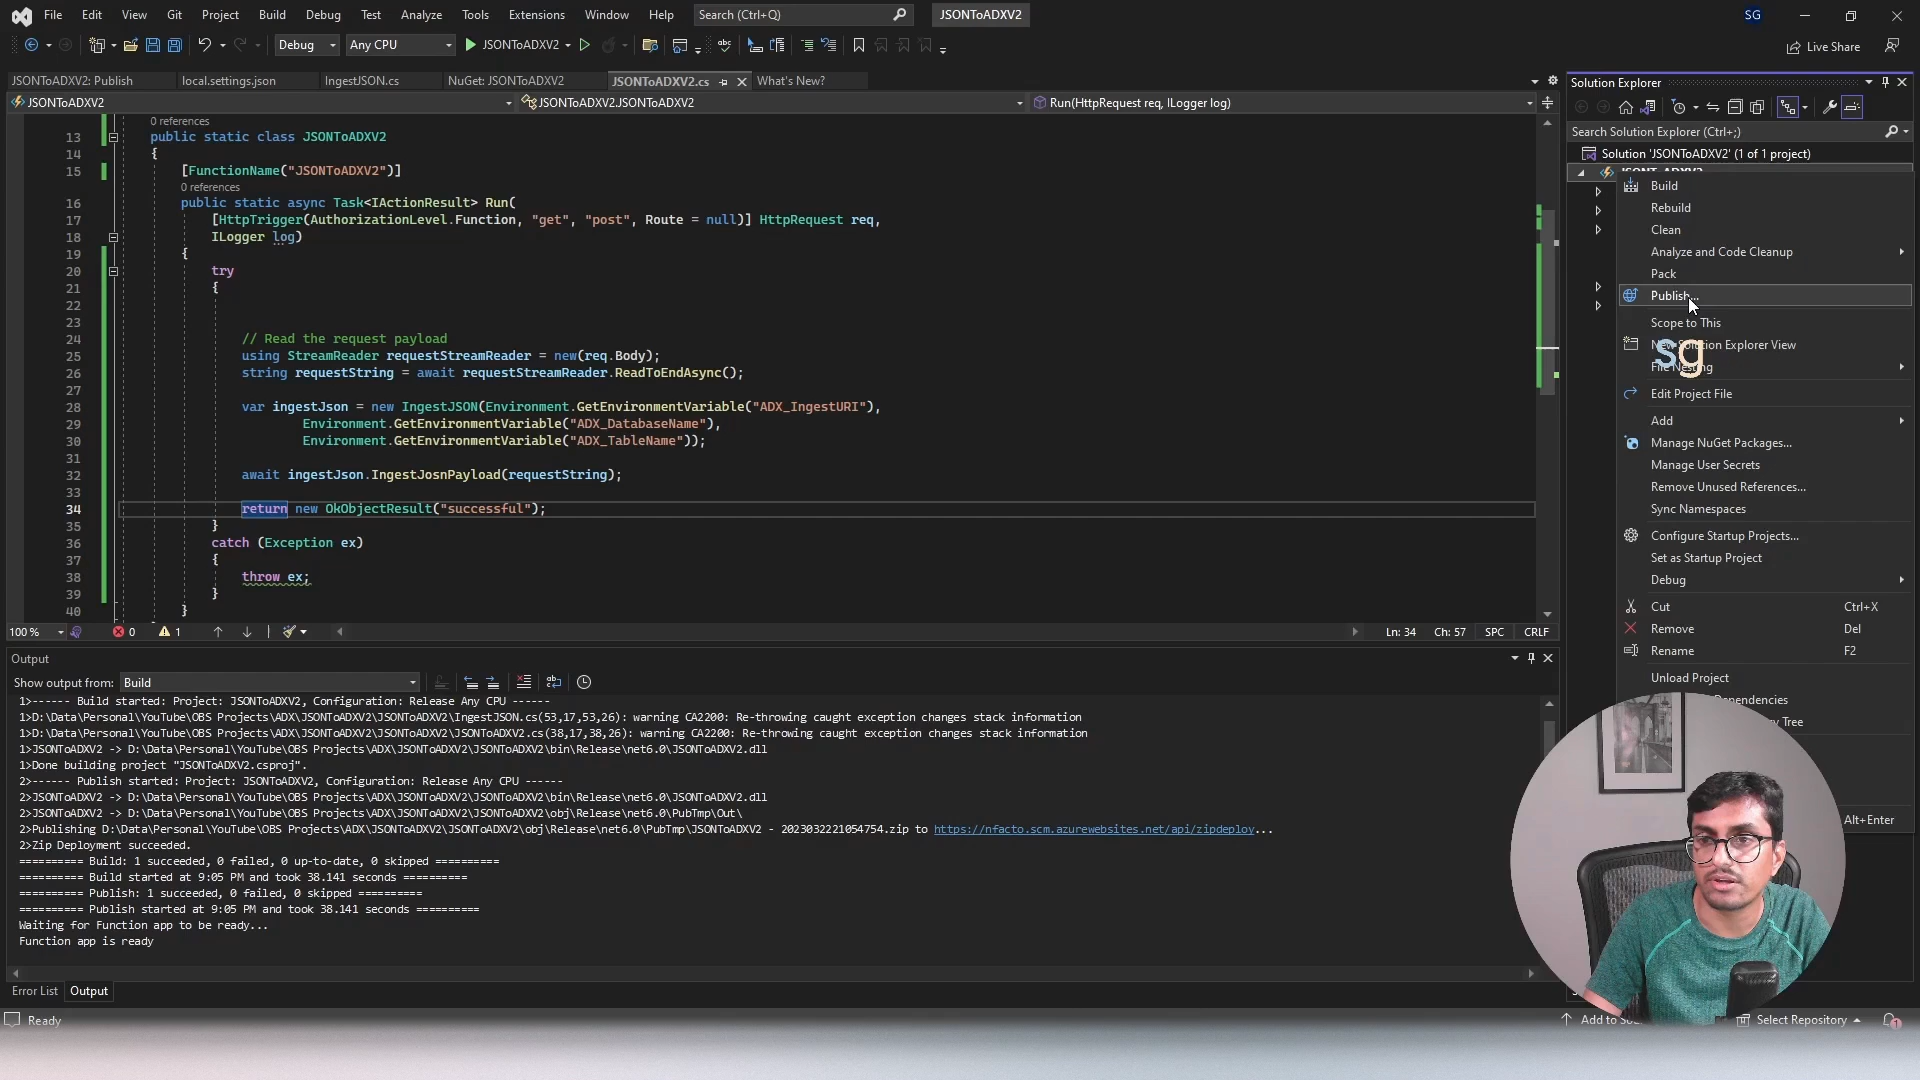 File Edit View Git Project Build Debug Test Analyze Tools Extensions Window Help Search (Ctrl+Q) JSONToADXV2 SG
Debug Any CPU JSONToADXV2 Live Share
JSONToADXV2: Publish local.settings.json IngestJSON.cs NuGet: JSONToADXV2 JSONToADXV2.cs What's New?
JSONToADXV2 JSONToADXV2.JSONToADXV2 Run(HttpRequest req, ILogger log)
0 references
13 public static class JSONToADXV2
14 {
15 [FunctionName("JSONToADXV2")]
0 references
16 public static async Task<IActionResult> Run(
17 [HttpTrigger(AuthorizationLevel.Function, "get", "post", Route = null)] HttpRequest req,
18 ILogger log)
19 {
20 try
21 {
22
23
24 // Read the request payload
25 using StreamReader requestStreamReader = new(req.Body);
26 string requestString = await requestStreamReader.ReadToEndAsync();
27
28 var ingestJson = new IngestJSON(Environment.GetEnvironmentVariable("ADX_IngestURI"),
29 Environment.GetEnvironmentVariable("ADX_DatabaseName"),
30 Environment.GetEnvironmentVariable("ADX_TableName"));
31
32 await ingestJson.IngestJosnPayload(requestString);
33
34 return new OkObjectResult("successful");
35 }
36 catch (Exception ex)
37 {
38 throw ex;
39 }
40 }
100 % 0 1 Ln: 34 Ch: 57 SPC CRLF
Output
Show output from: Build
1>------ Build started: Project: JSONToADXV2, Configuration: Release Any CPU ------
1>D:\Data\Personal\YouTube\OBS Projects\ADX\JSONToADXV2\JSONToADXV2\IngestJSON.cs(53,17,53,26): warning CA2200: Re-throwing caught exception changes stack information
1>D:\Data\Personal\YouTube\OBS Projects\ADX\JSONToADXV2\JSONToADXV2\JSONToADXV2.cs(38,17,38,26): warning CA2200: Re-throwing caught exception changes stack information
1>JSONToADXV2 -> D:\Data\Personal\YouTube\OBS Projects\ADX\JSONToADXV2\JSONToADXV2\bin\Release\net6.0\JSONToADXV2.dll
1>Done building project "JSONToADXV2.csproj".
2>------ Publish started: Project: JSONToADXV2, Configuration: Release Any CPU ------
2>JSONToADXV2 -> D:\Data\Personal\YouTube\OBS Projects\ADX\JSONToADXV2\JSONToADXV2\bin\Release\net6.0\JSONToADXV2.dll
2>JSONToADXV2 -> D:\Data\Personal\YouTube\OBS Projects\ADX\JSONToADXV2\JSONToADXV2\obj\Release\net6.0\PubTmp\Out\
2>Publishing D:\Data\Personal\YouTube\OBS Projects\ADX\JSONToADXV2\JSONToADXV2\obj\Release\net6.0\PubTmp\JSONToADXV2 - 20230322221054754.zip to https://nfacto.scm.azurewebsites.net/api/zipdeploy...
2>Zip Deployment succeeded.
========== Build: 1 succeeded, 0 failed, 0 up-to-date, 0 skipped ==========
========== Build started at 9:05 PM and took 38.141 seconds ==========
========== Publish: 1 succeeded, 0 failed, 0 skipped ==========
========== Publish started at 9:05 PM and took 38.141 seconds ==========
Waiting for Function app to be ready...
Function app is ready
Error List Output
Ready
Solution Explorer
Search Solution Explorer (Ctrl+;)
Solution 'JSONToADXV2' (1 of 1 project)
Build
Rebuild
Clean
Analyze and Code Cleanup
Pack
Publish...
Scope to This
New Solution Explorer View
sg
File Nesting
Edit Project File
Add
Manage NuGet Packages...
Manage User Secrets
Remove Unused References...
Sync Namespaces
Configure Startup Projects...
Set as Startup Project
Debug
Cut Ctrl+X
Remove Del
Rename F2
Unload Project
Dependencies
Tree
Alt+Enter
Add to Select Repository 1